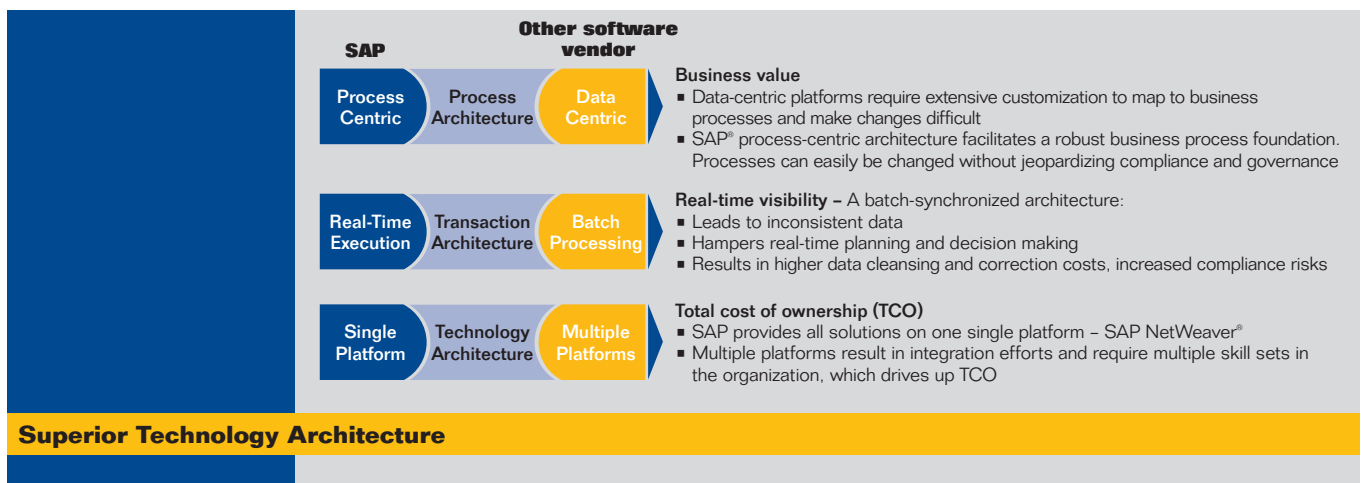 SAP
Other software
vendor
Process
Centric
Process
Architecture
Data
Centric
Business value
▪ Data-centric platforms require extensive customization to map to business
processes and make changes difficult
▪ SAP® process-centric architecture facilitates a robust business process foundation.
Processes can easily be changed without jeopardizing compliance and governance
Real-Time
Execution
Transaction
Architecture
Batch
Processing
Real-time visibility – A batch-synchronized architecture:
▪ Leads to inconsistent data
▪ Hampers real-time planning and decision making
▪ Results in higher data cleansing and correction costs, increased compliance risks
Single
Platform
Technology
Architecture
Multiple
Platforms
Total cost of ownership (TCO)
▪ SAP provides all solutions on one single platform – SAP NetWeaver®
▪ Multiple platforms result in integration efforts and require multiple skill sets in
the organization, which drives up TCO
Superior Technology Architecture